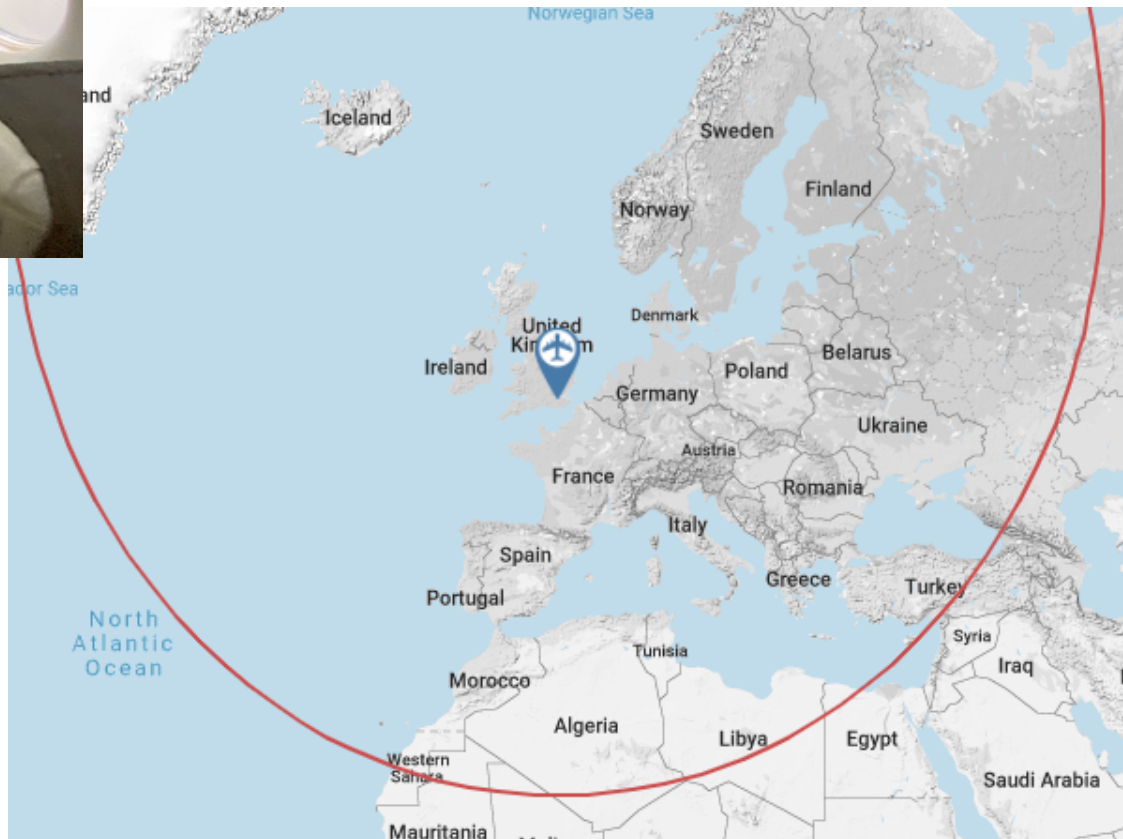 Norwegian Sea
and
Iceland
Sweden
Finland
Norway
ador Sea
Denmark
United
Kingdom
Ireland
Belarus
Poland
Germany
Ukraine
Austria
France
Romania
Italy
Spain
Greece
Turkey
Portugal
North
Atlantic
Ocean
Syria
Tunisia
Iraq
Morocco
Algeria
Libya
Egypt
Western
Sahara
Saudi Arabia
Mauritania